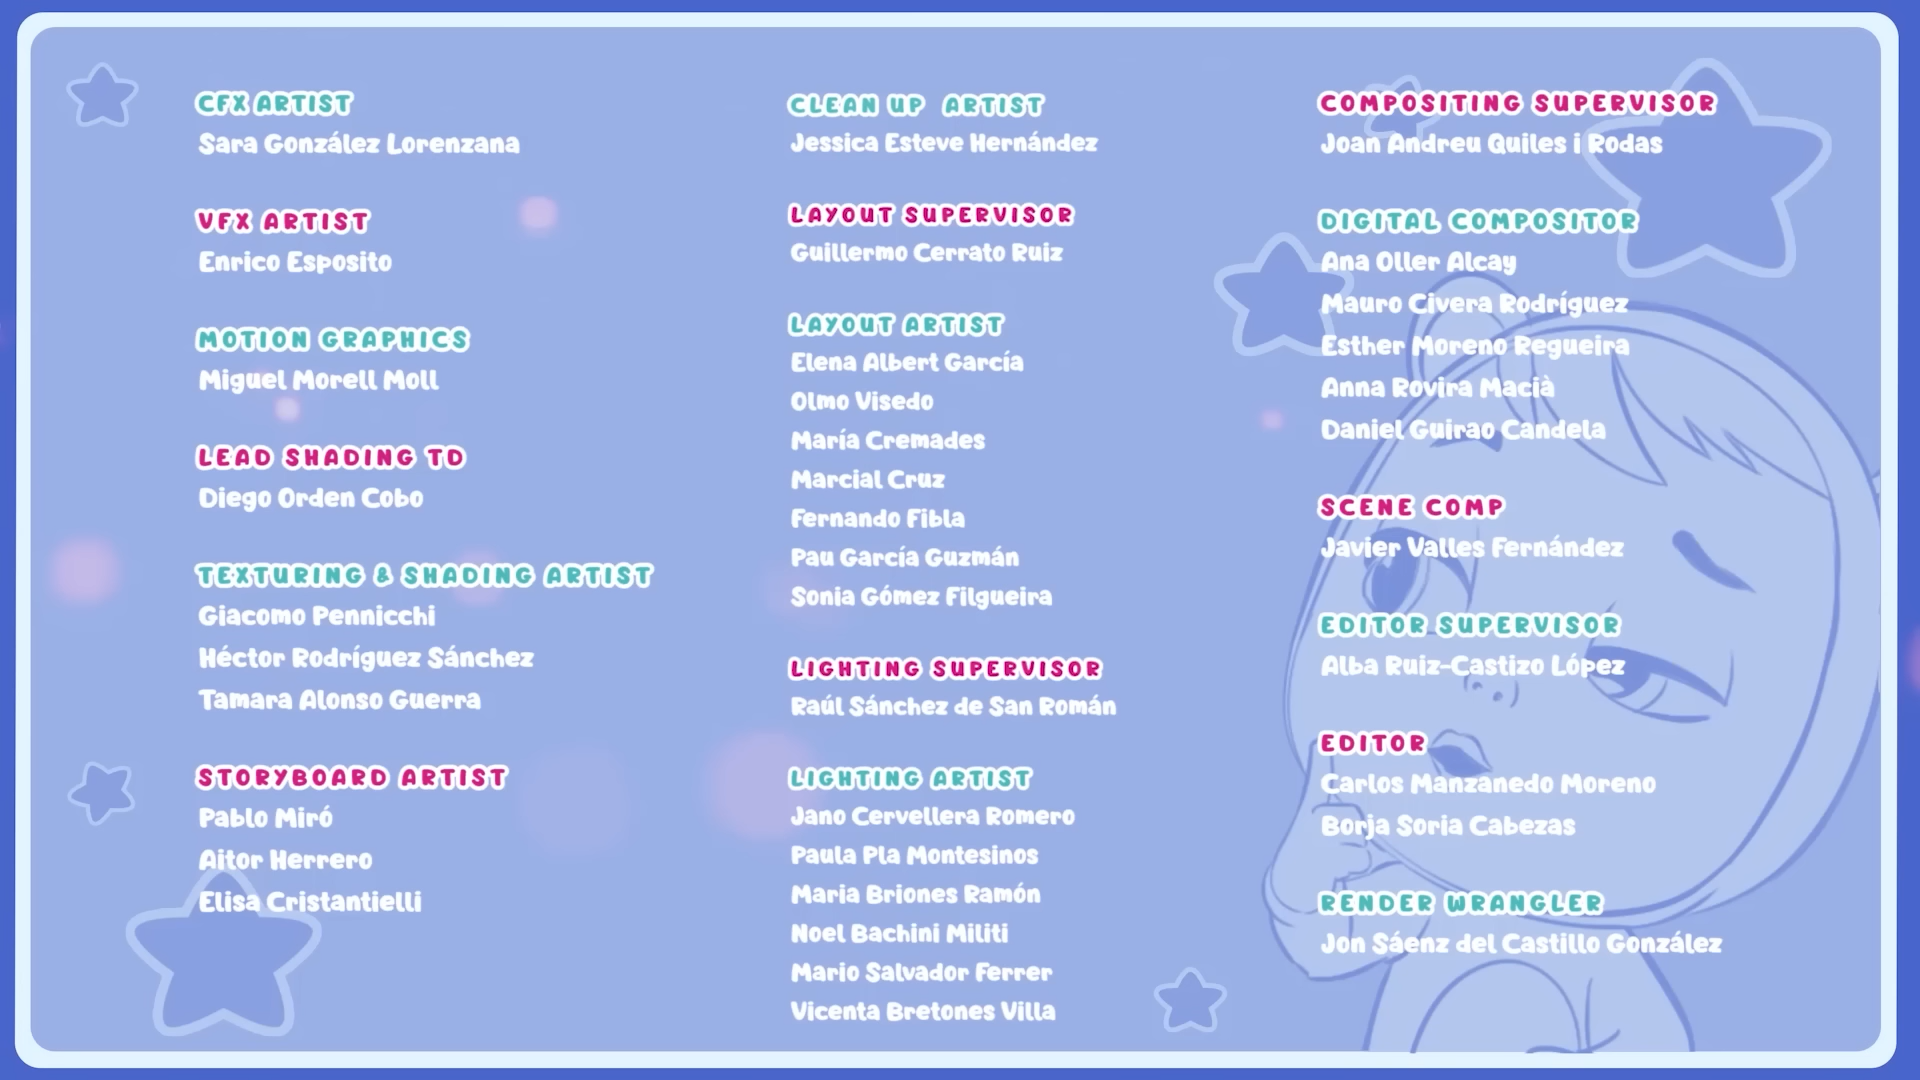 CFX ARTIST
Sara González Lorenzana
VFX ARTIST
Enrico Esposito
MOTION GRAPHICS
Miguel Morell Moll
LEAD SHADING TD
Diego Orden Cobo
TEXTURING & SHADING ARTIST
Giacomo Pennicchi
Héctor Rodríguez Sánchez
Tamara Alonso Guerra
STORYBOARD ARTIST
Pablo Miró
Aitor Herrero
Elisa Cristantielli
CLEAN UP ARTIST
Jessica Esteve Hernández
LAYOUT SUPERVISOR
Guillermo Cerrato Ruiz
LAYOUT ARTIST
Elena Albert García
Olmo Visedo
María Cremades
Marcial Cruz
Fernando Fibla
Pau García Guzmán
Sonia Gómez Filgueira
LIGHTING SUPERVISOR
Raúl Sánchez de San Román
LIGHTING ARTIST
Jano Cervellera Romero
Paula Pla Montesinos
Maria Briones Ramón
Noel Bachini Militi
Mario Salvador Ferrer
Vicenta Bretones Villa
COMPOSITING SUPERVISOR
Joan Andreu Quiles i Rodas
DIGITAL COMPOSITOR
Ana Oller Alcay
Mauro Civera Rodríguez
Esther Moreno Regueira
Anna Rovira Macià
Daniel Guirao Candela
SCENE COMP
Javier Valles Fernández
EDITOR SUPERVISOR
Alba Ruiz-Castizo López
EDITOR
Carlos Manzanedo Moreno
Borja Soria Cabezas
RENDER WRANGLER
Jon Sáenz del Castillo González